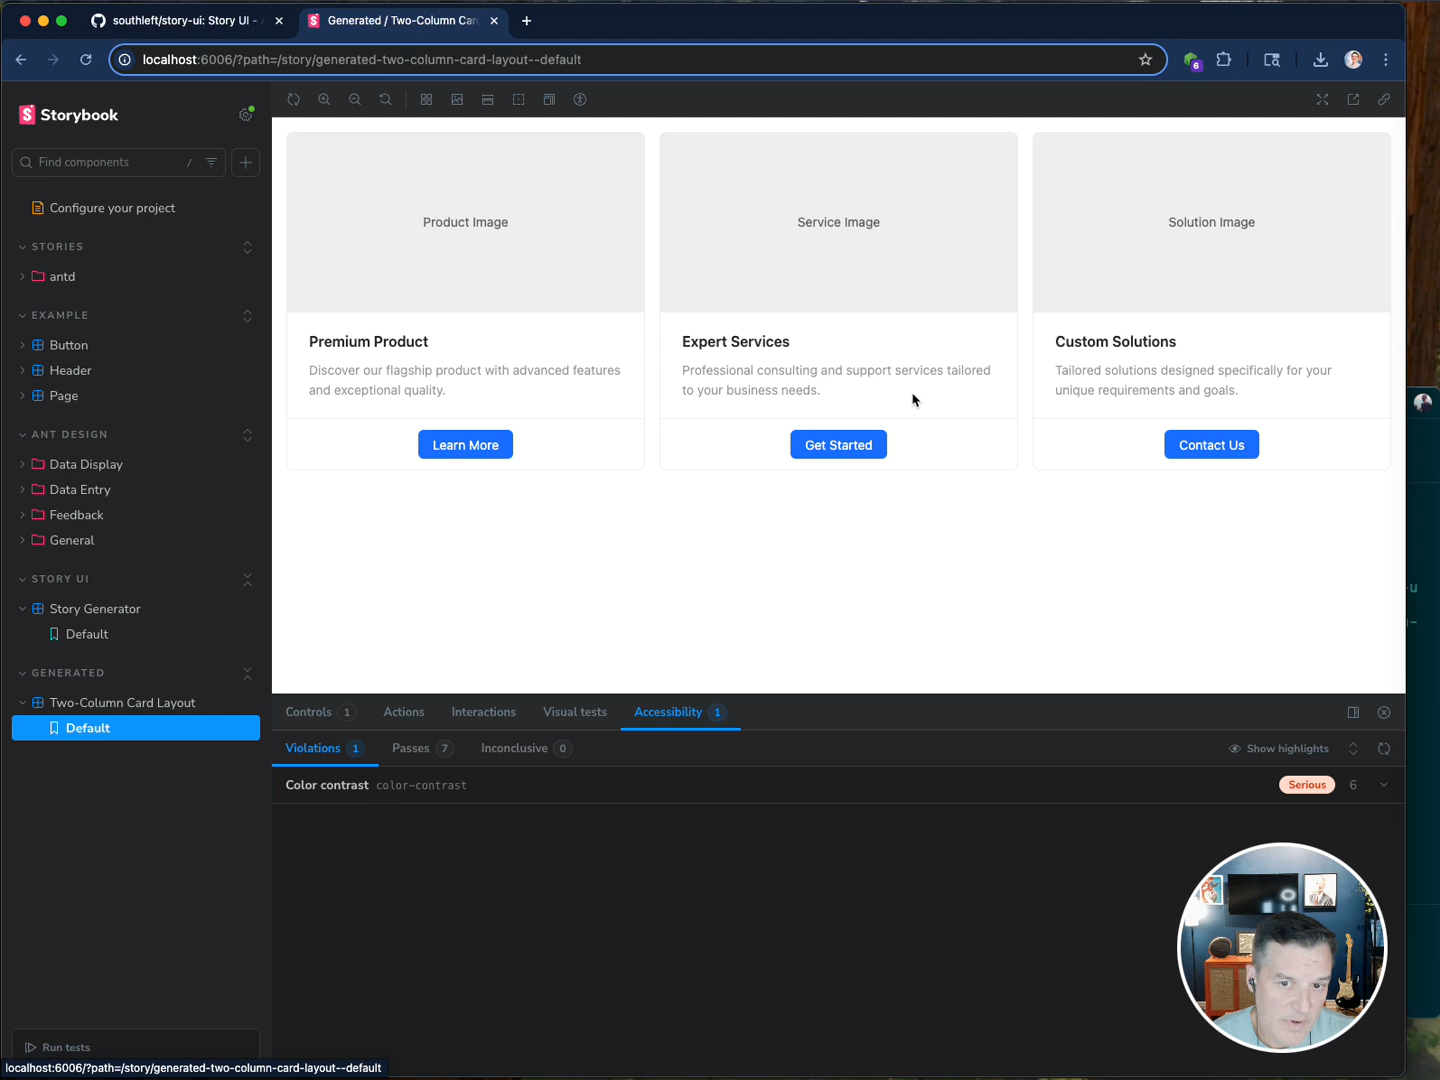 southleft/story-ui: Story UI - A
Generated / Two-Column Car
localhost:6006/?path=/story/generated-two-column-card-layout--default
6
Storybook
Find components
/
Configure your project
STORIES
antd
EXAMPLE
Button
Header
Page
ANT DESIGN
Data Display
Data Entry
Feedback
General
STORY UI
Story Generator
Default
GENERATED
Two-Column Card Layout
Default
Run tests
localhost:6006/?path=/story/generated-two-column-card-layout--default
Product Image
Premium Product
Discover our flagship product with advanced features
and exceptional quality.
Learn More
Service Image
Expert Services
Professional consulting and support services tailored
to your business needs.
Get Started
Solution Image
Custom Solutions
Tailored solutions designed specifically for your
unique requirements and goals.
Contact Us
Controls 1 Actions Interactions Visual tests Accessibility 1
Violations 1 Passes 7 Inconclusive 0 Show highlights
Color contrast color-contrast Serious 6